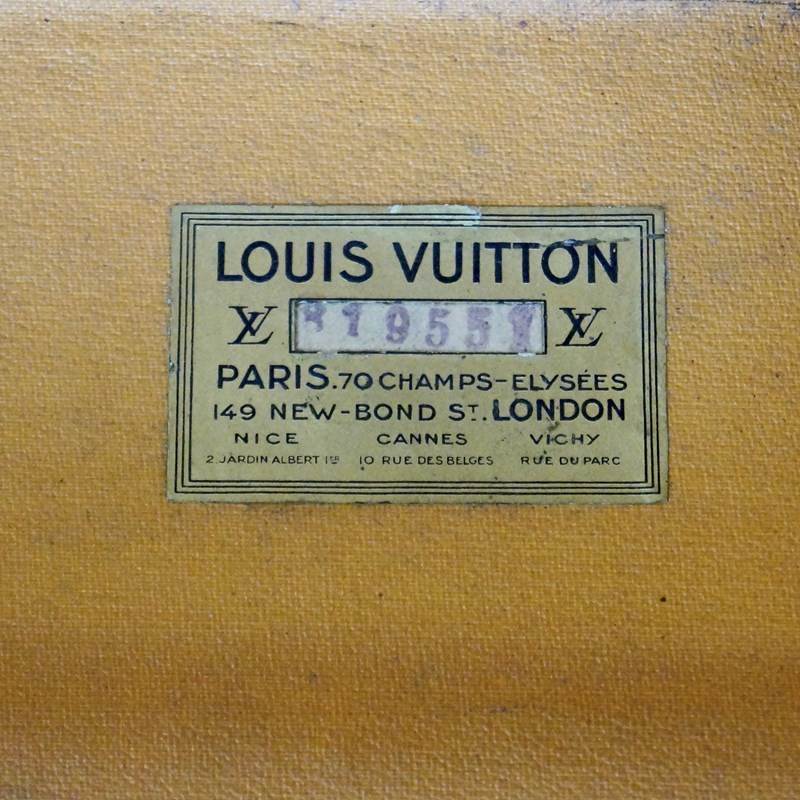 LOUIS VUITTON
LV 819551 LV
PARIS.70 CHAMPS-ELYSÉES
149 NEW-BOND ST. LONDON
NICE CANNES VICHY
2.JARDIN ALBERT 1ER 10 RUE DES BELGES RUE DU PARC